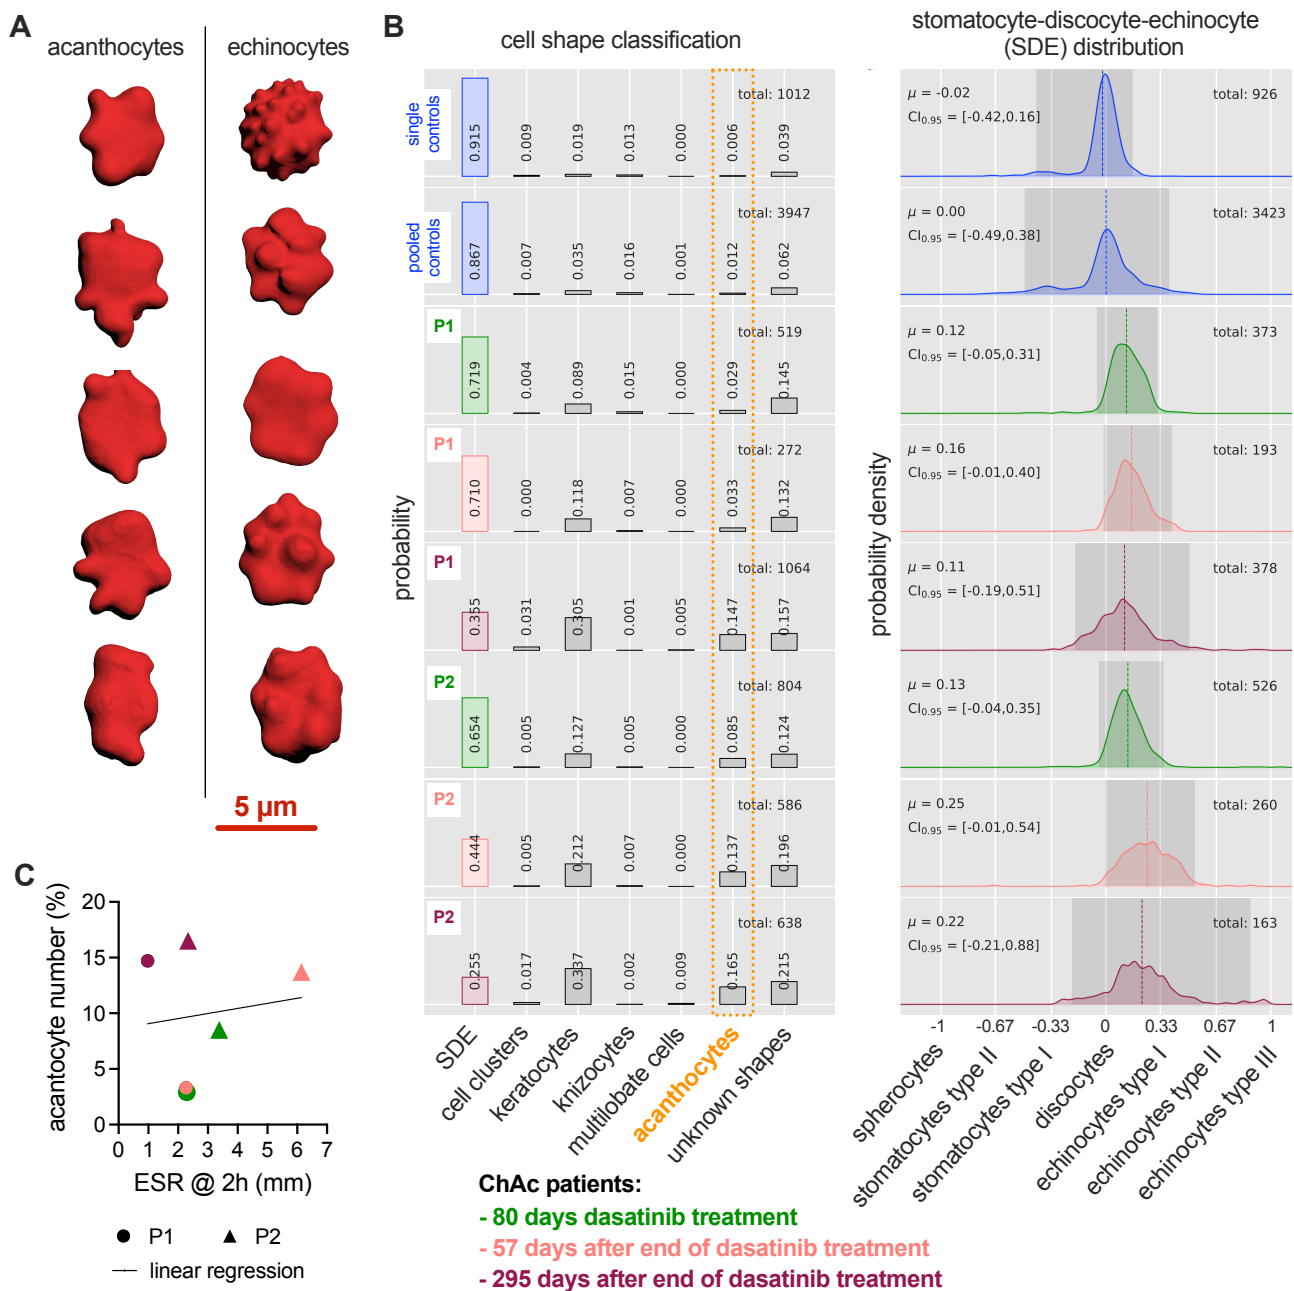 A
acanthocytes
echinocytes
5 µm
B
cell shape classification
stomatocyte-discocyte-echinocyte
(SDE) distribution
probability
probability density
single
controls
0.915
0.009
0.019
0.013
0.000
0.006
0.039
total: 1012
μ = -0.02
CI0.95 = [-0.42,0.16]
total: 926
pooled
controls
0.867
0.007
0.035
0.016
0.001
0.012
0.062
total: 3947
μ = 0.00
CI0.95 = [-0.49,0.38]
total: 3423
P1
0.719
0.004
0.089
0.015
0.000
0.029
0.145
total: 519
μ = 0.12
CI0.95 = [-0.05,0.31]
total: 373
P1
0.710
0.000
0.118
0.007
0.000
0.033
0.132
total: 272
μ = 0.16
CI0.95 = [-0.01,0.40]
total: 193
P1
0.355
0.031
0.305
0.001
0.005
0.147
0.157
total: 1064
μ = 0.11
CI0.95 = [-0.19,0.51]
total: 378
P2
0.654
0.005
0.127
0.005
0.000
0.085
0.124
total: 804
μ = 0.13
CI0.95 = [-0.04,0.35]
total: 526
P2
0.444
0.005
0.212
0.007
0.000
0.137
0.196
total: 586
μ = 0.25
CI0.95 = [-0.01,0.54]
total: 260
P2
0.255
0.017
0.337
0.002
0.009
0.165
0.215
total: 638
μ = 0.22
CI0.95 = [-0.21,0.88]
total: 163
SDE
cell clusters
keratocytes
knizocytes
multilobate cells
acanthocytes
unknown shapes
-1 -0.67 -0.33 0 0.33 0.67 1
spherocytes
stomatocytes type II
stomatocytes type I
discocytes
echinocytes type I
echinocytes type II
echinocytes type III
ChAc patients:
- 80 days dasatinib treatment
- 57 days after end of dasatinib treatment
- 295 days after end of dasatinib treatment
C
acantocyte number (%)
20
15
10
5
0
0 1 2 3 4 5 6 7
ESR @ 2h (mm)
P1 P2
linear regression